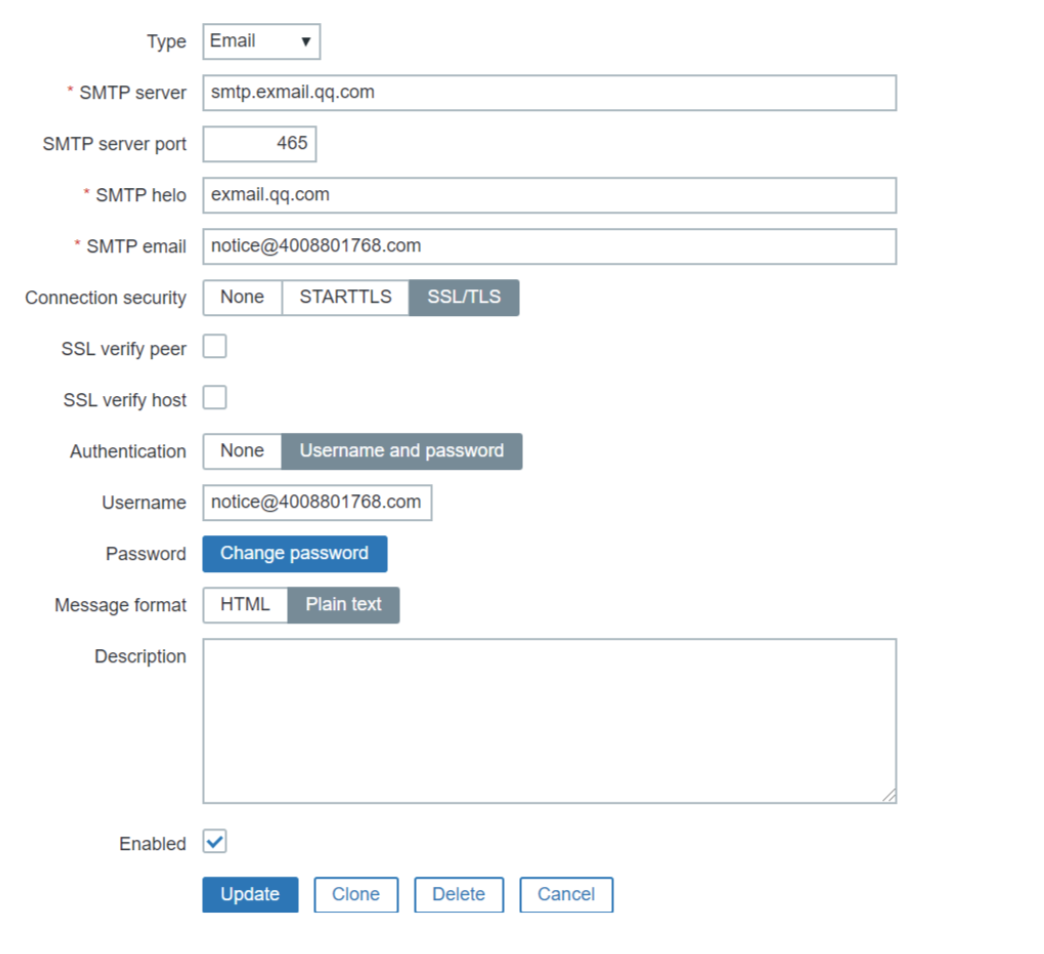 Type Email ▼
* SMTP server smtp.exmail.qq.com
SMTP server port 465
* SMTP helo exmail.qq.com
* SMTP email notice@4008801768.com
Connection security None STARTTLS SSL/TLS
SSL verify peer
SSL verify host
Authentication None Username and password
Username notice@4008801768.com
Password Change password
Message format HTML Plain text
Description
Enabled
Update Clone Delete Cancel